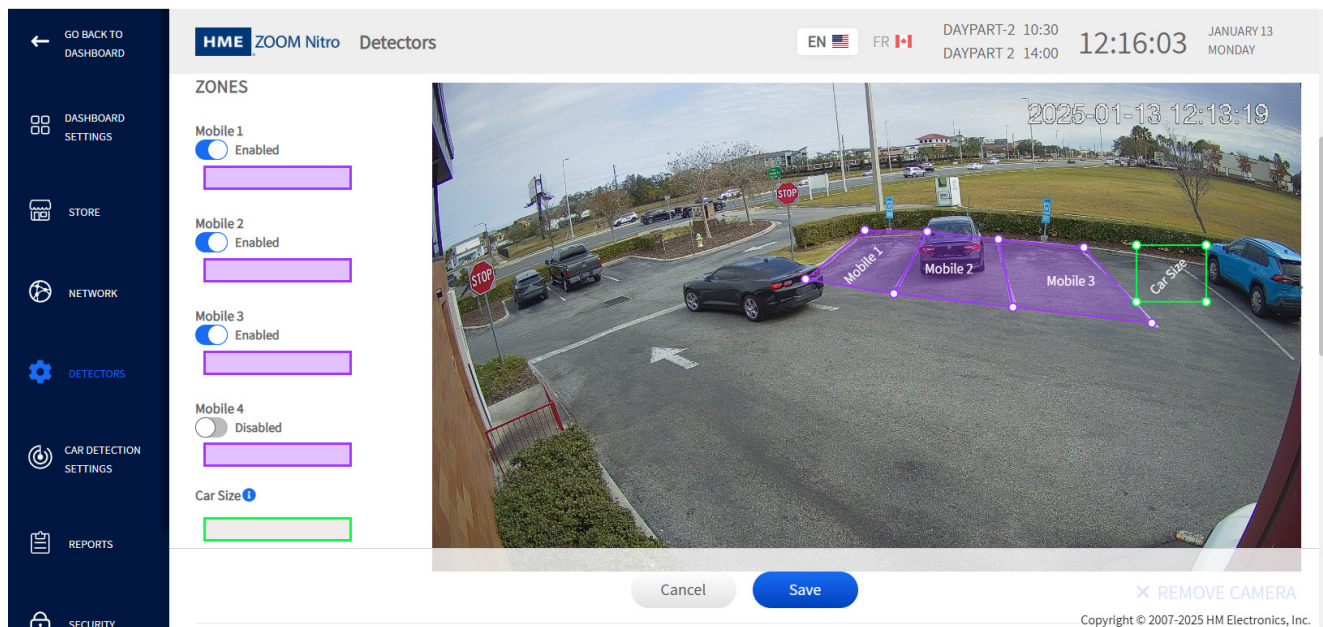 GO BACK TO
DASHBOARD
HME ZOOM Nitro Detectors
EN FR
DAYPART-2 10:30
DAYPART 2 14:00
12:16:03
JANUARY 13
MONDAY
DASHBOARD
SETTINGS
STORE
NETWORK
DETECTORS
CAR DETECTION
SETTINGS
REPORTS
SECURITY
ZONES
Mobile 1
Enabled
Mobile 2
Enabled
Mobile 3
Enabled
Mobile 4
Disabled
Car Size
2025-01-13 12:13:19
STOP
STOP
Mobile 1
Mobile 2
Mobile 3
Car Size
Cancel
Save
× REMOVE CAMERA
Copyright © 2007-2025 HM Electronics, Inc.